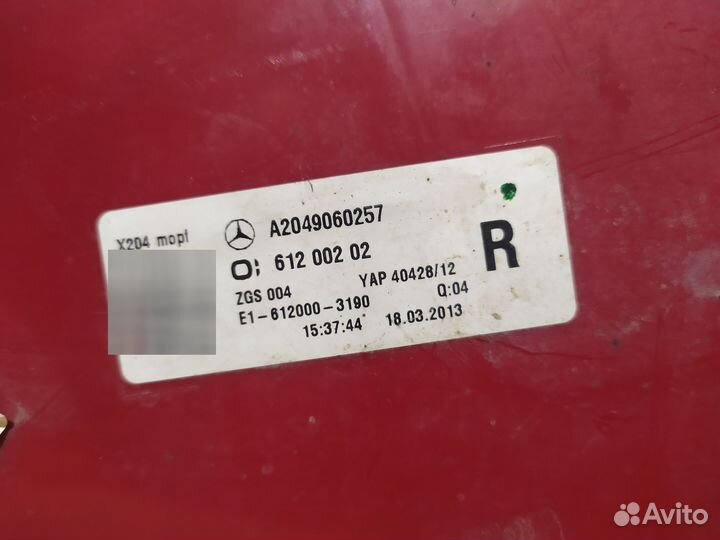 X204 mopf
A2049060257
612 002 02
R
ZGS 004 YAP 40428/12 Q:04
E1-612000-3190
15:37:44 18.03.2013
Avito